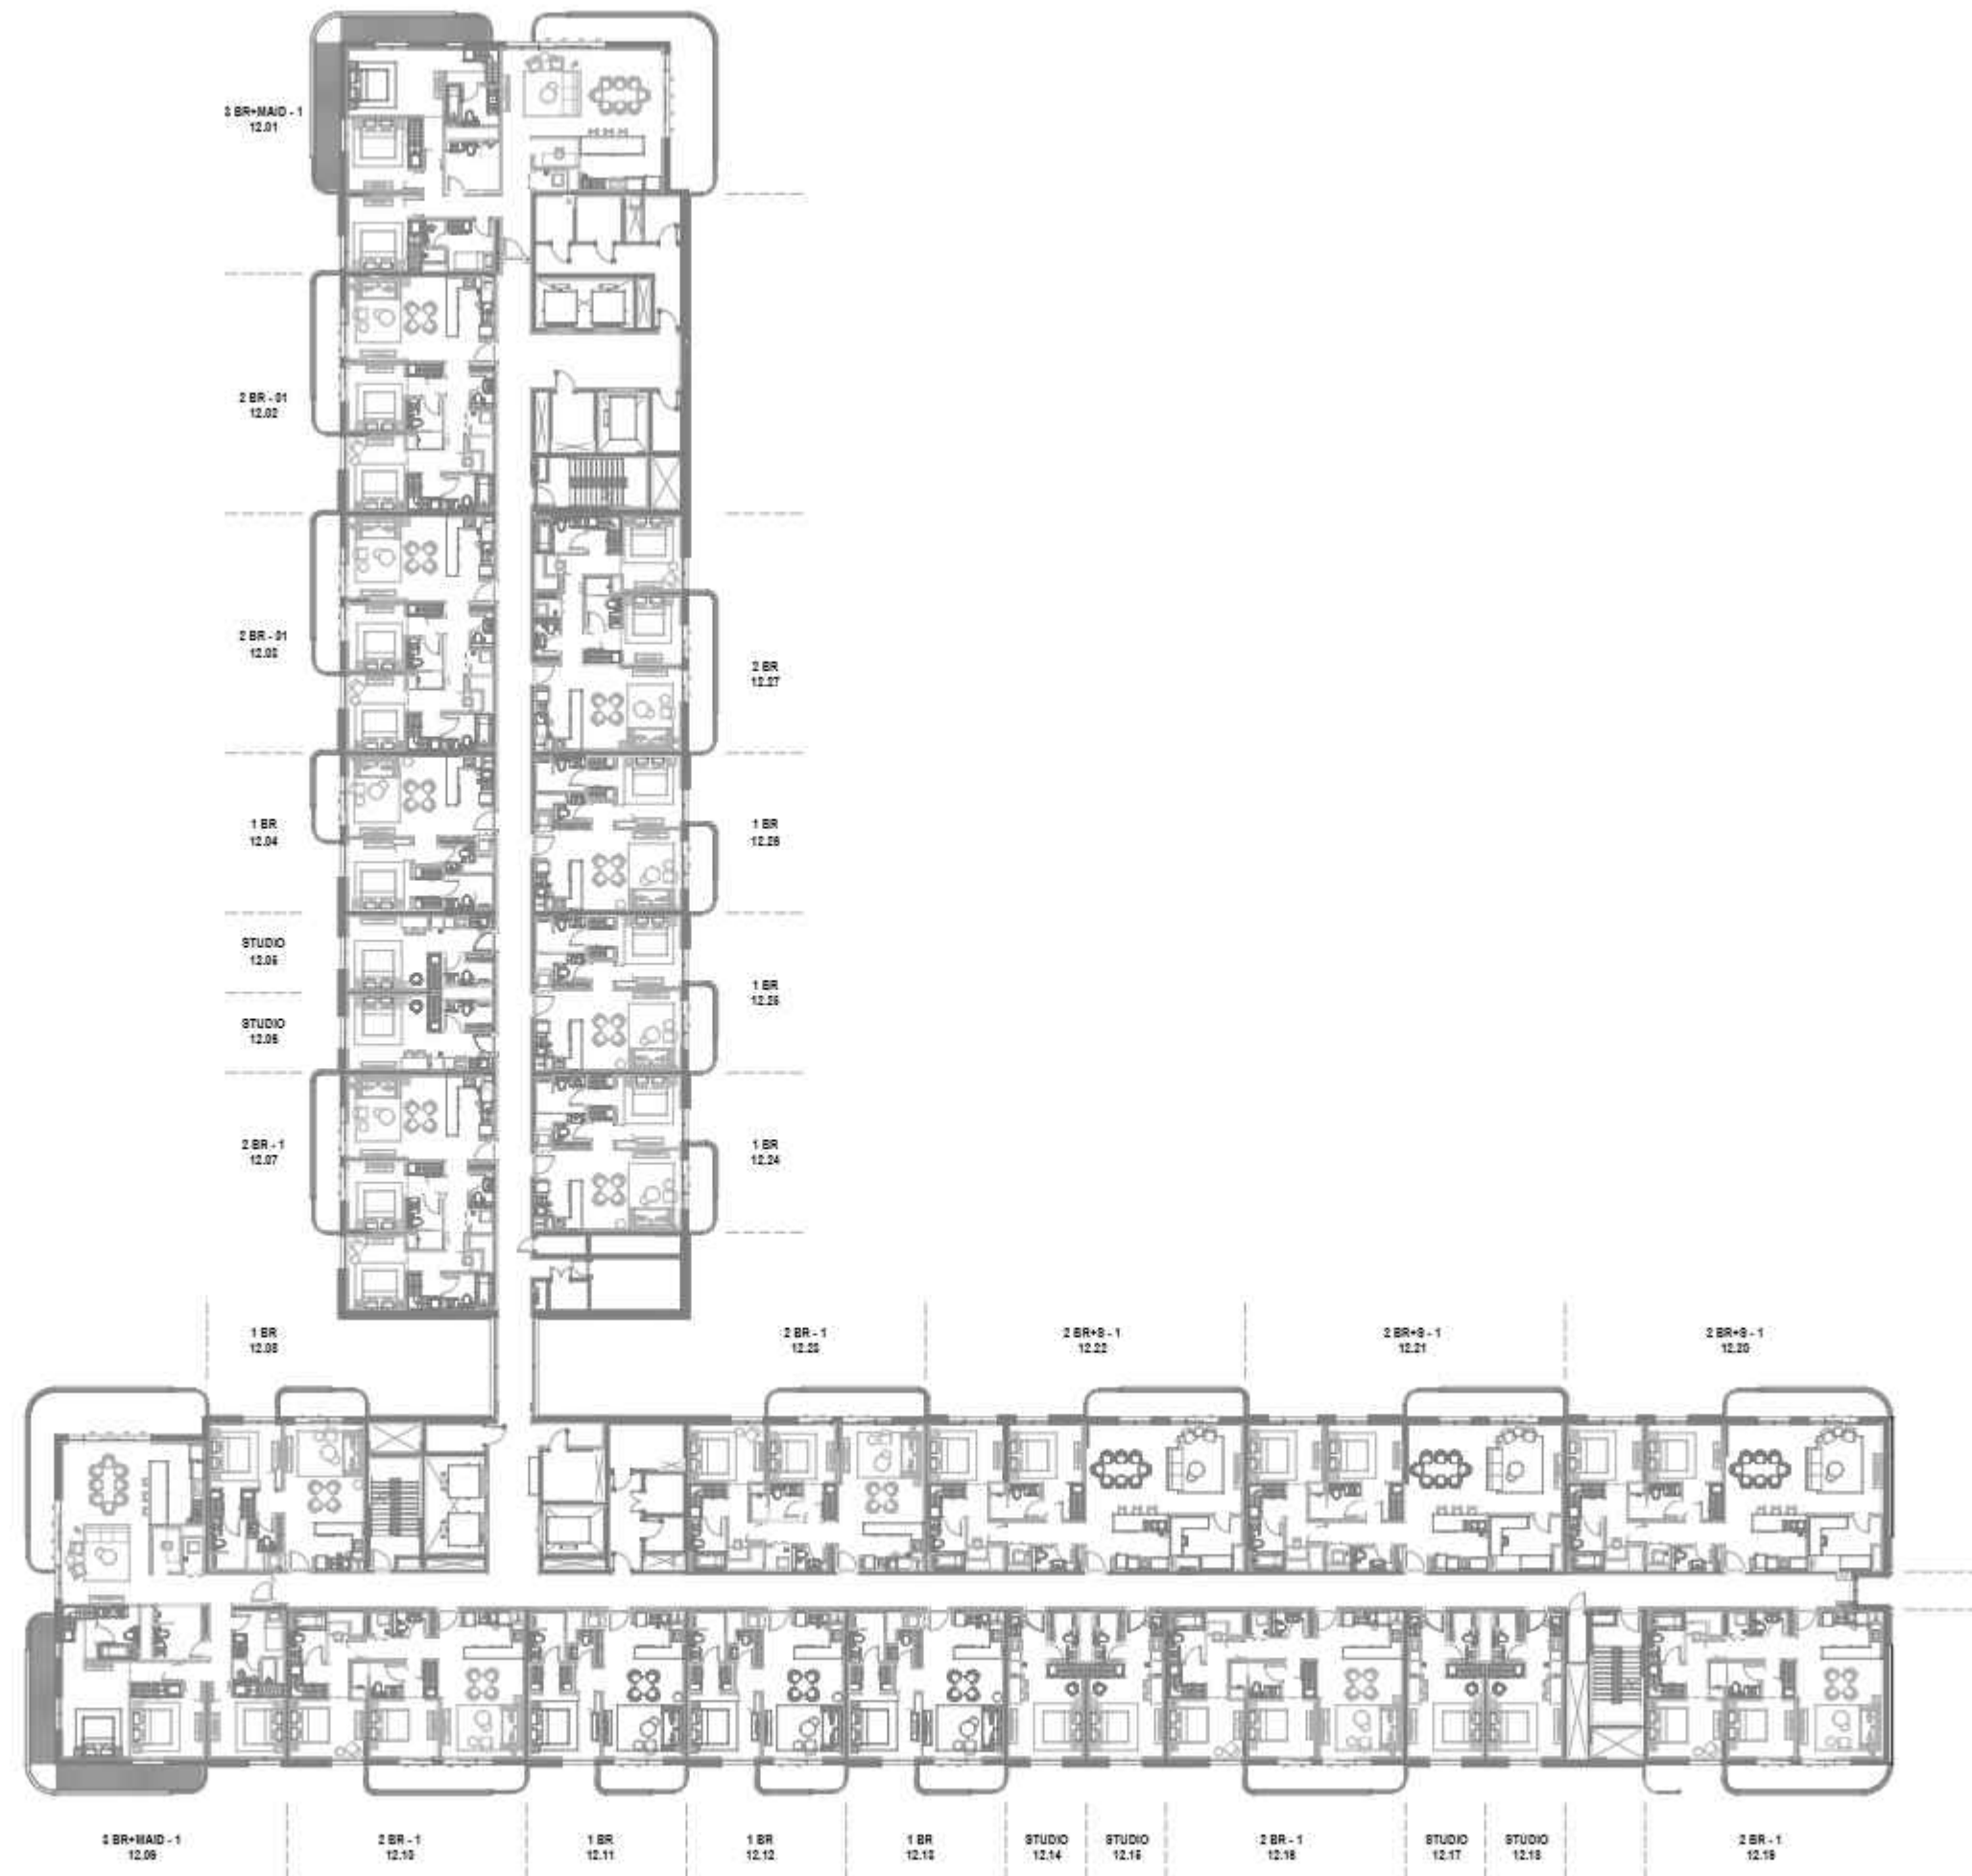 3 BR+MAID - 1
12.01
2 BR - 01
12.02
2 BR - 01
12.03
2 BR
12.27
1 BR
12.04
1 BR
12.26
STUDIO
12.05
1 BR
12.25
STUDIO
12.06
2 BR - 1
12.07
1 BR
12.24
1 BR
12.08
2 BR - 1
12.23
2 BR+S - 1
12.22
2 BR+S - 1
12.21
2 BR+S - 1
12.20
3 BR+MAID - 1
12.09
2 BR - 1
12.10
1 BR
12.11
1 BR
12.12
1 BR
12.13
STUDIO
12.14
STUDIO
12.15
2 BR - 1
12.16
STUDIO
12.17
STUDIO
12.18
2 BR - 1
12.19